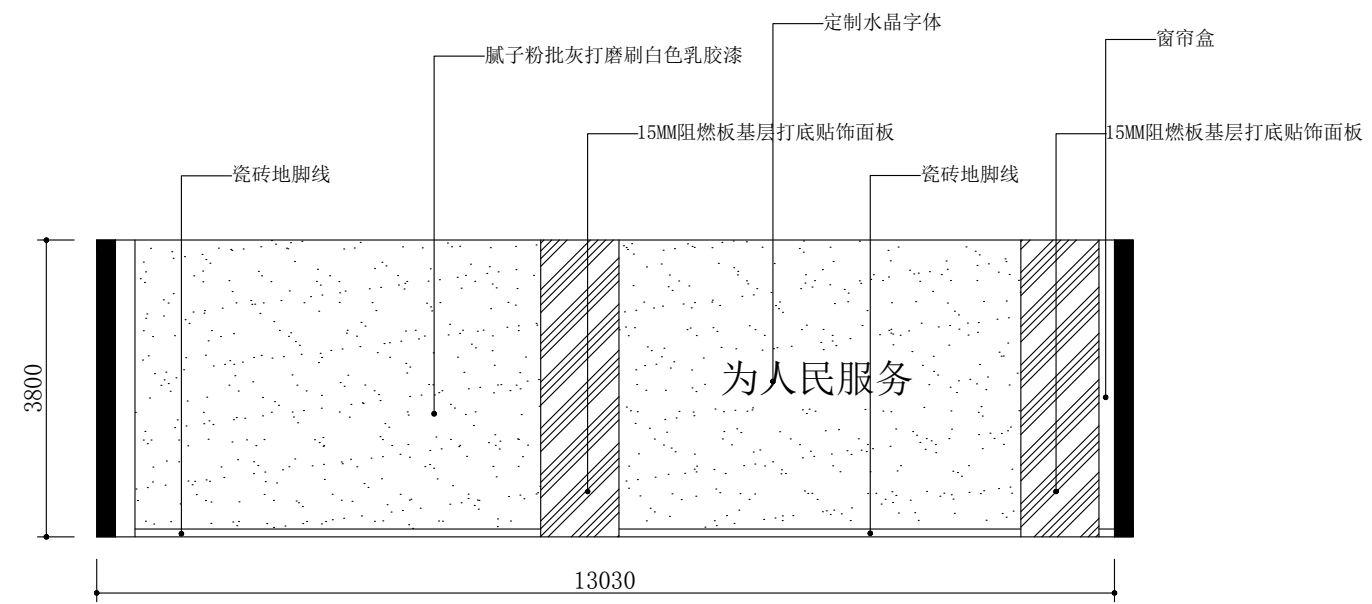 定制水晶字体
窗帘盒
腻子粉批灰打磨刷白色乳胶漆
15MM阻燃板基层打底贴饰面板
15MM阻燃板基层打底贴饰面板
瓷砖地脚线
瓷砖地脚线
3800
为人民服务
13030